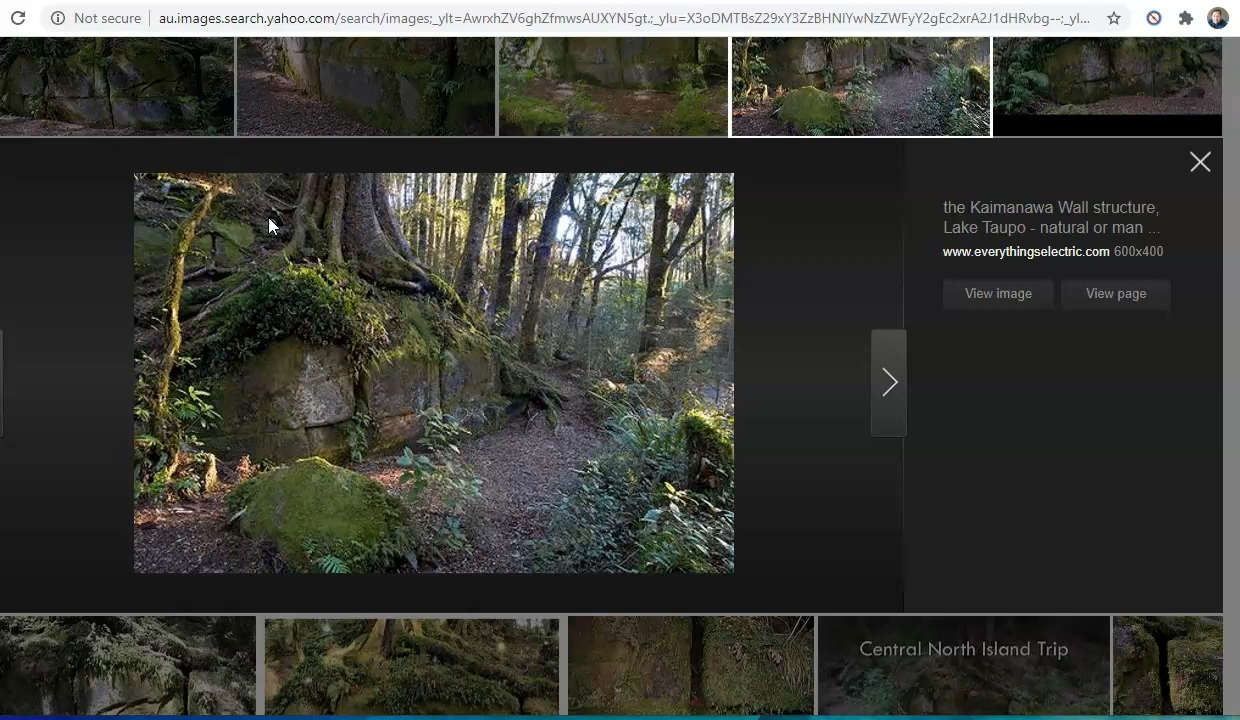 Not secure
au.images.search.yahoo.com/search/images;_ylt=AwrxhZV6ghZfmwsAUXYN5gt.;_ylu=X3oDMTBsZ29xY3ZzBHNlYwNzZWFyY2gEc2xrA2J1dHRvbg--;_yl...
the Kaimanawa Wall structure,
Lake Taupo - natural or man ...
www.everythingselectric.com 600x400
View image
View page
Central North Island Trip